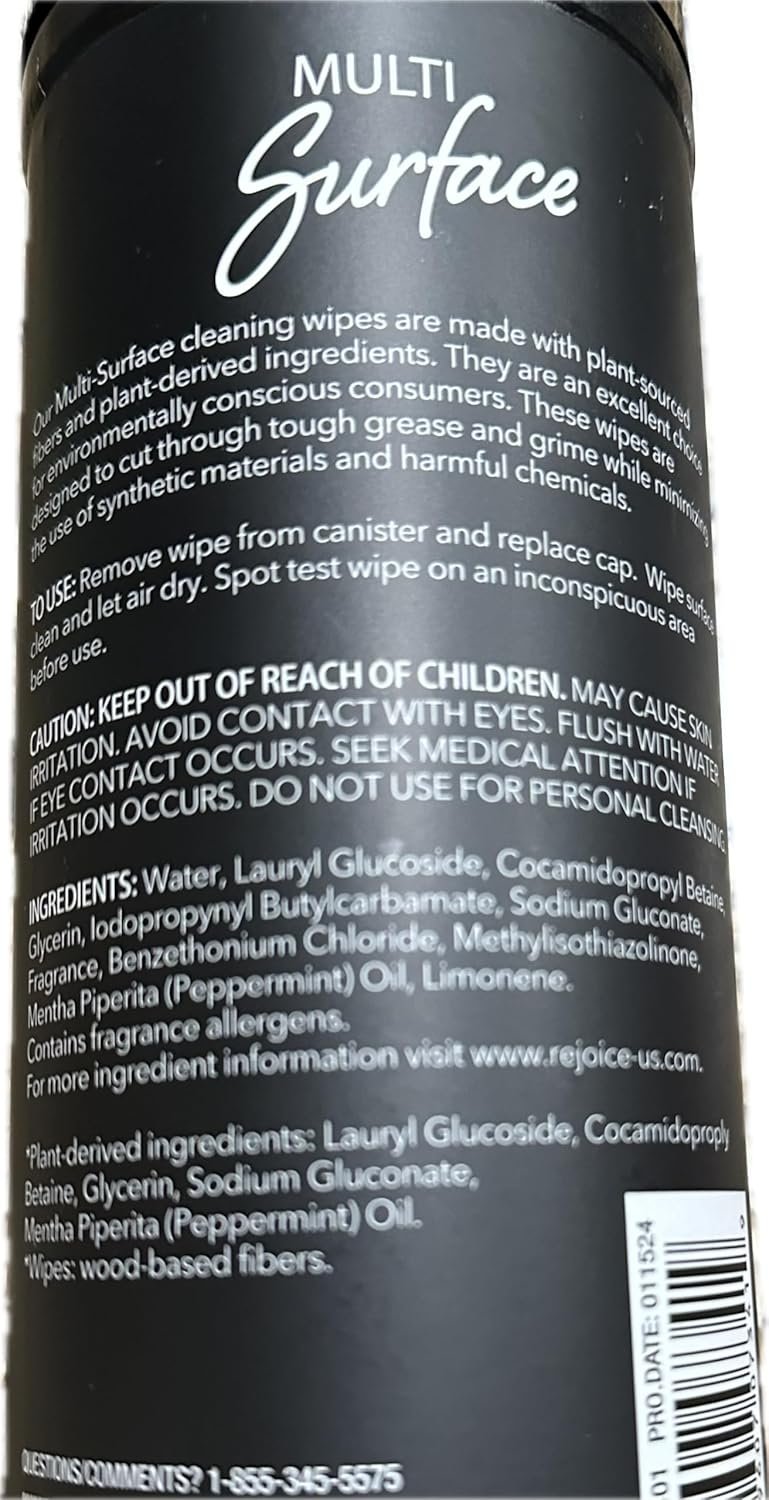 MULTI
Surface
Our Multi-Surface cleaning wipes are made with plant-sourced
fibers and plant-derived ingredients. They are an excellent choice
for environmentally conscious consumers. These wipes are
designed to cut through tough grease and grime while minimizing
the use of synthetic materials and harmful chemicals.
TO USE: Remove wipe from canister and replace cap. Wipe surface
clean and let air dry. Spot test wipe on an inconspicuous area
before use.
CAUTION: KEEP OUT OF REACH OF CHILDREN. MAY CAUSE SKIN
IRRITATION. AVOID CONTACT WITH EYES. FLUSH WITH WATER
IF EYE CONTACT OCCURS. SEEK MEDICAL ATTENTION IF
IRRITATION OCCURS. DO NOT USE FOR PERSONAL CLEANSING.
INGREDIENTS: Water, Lauryl Glucoside, Cocamidopropyl Betaine,
Glycerin, Iodopropynyl Butylcarbamate, Sodium Gluconate,
Fragrance, Benzethonium Chloride, Methylisothiazolinone,
Mentha Piperita (Peppermint) Oil, Limonene.
Contains fragrance allergens.
For more ingredient information visit www.rejoice-us.com.
*Plant-derived ingredients: Lauryl Glucoside, Cocamidoproply
Betaine, Glycerin, Sodium Gluconate,
Mentha Piperita (Peppermint) Oil.
*Wipes: wood-based fibers.
QUESTIONS/COMMENTS? 1-855-345-5575
01 PRO.DATE: 011524